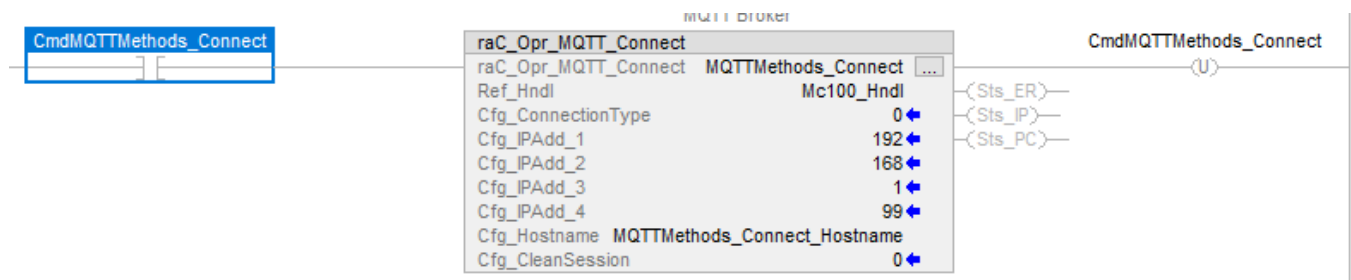 MQTT Broker
CmdMQTTMethods_Connect
raC_Opr_MQTT_Connect
CmdMQTTMethods_Connect
raC_Opr_MQTT_Connect MQTTMethods_Connect ...
(U)
Ref_Hndl Mc100_Hndl
(Sts_ER)
Cfg_ConnectionType 0
(Sts_IP)
Cfg_IPAdd_1 192
(Sts_PC)
Cfg_IPAdd_2 168
Cfg_IPAdd_3 1
Cfg_IPAdd_4 99
Cfg_Hostname MQTTMethods_Connect_Hostname
Cfg_CleanSession 0